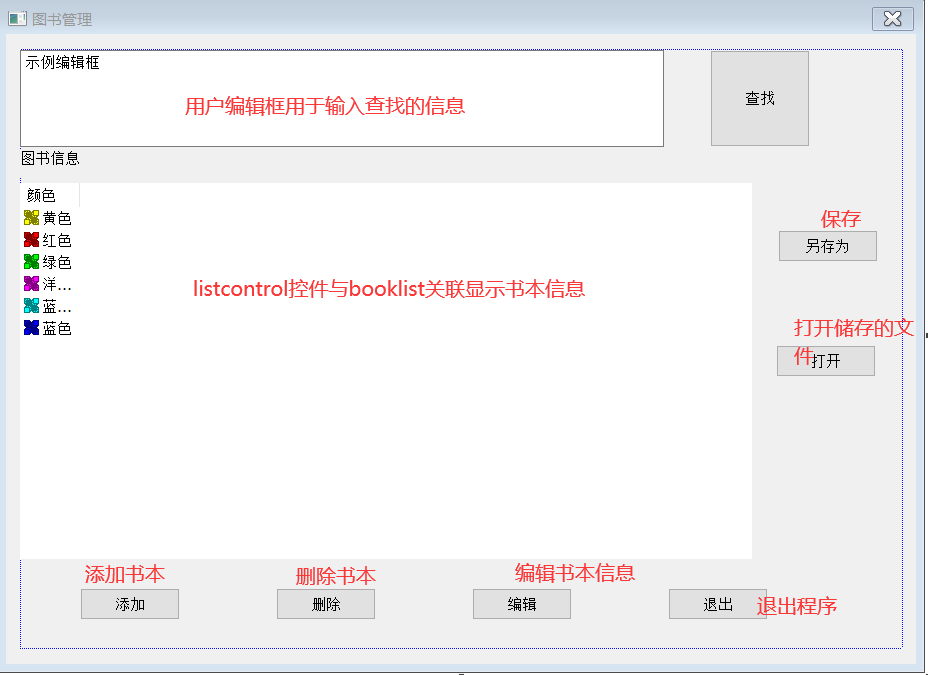 图书管理
示例编辑框
用户编辑框用于输入查找的信息
查找
图书信息
颜色
黄色
红色
绿色
洋...
蓝...
蓝色
listcontrol控件与booklist关联显示书本信息
保存
另存为
打开储存的文
件
打开
添加书本
删除书本
编辑书本信息
添加
删除
编辑
退出
退出程序